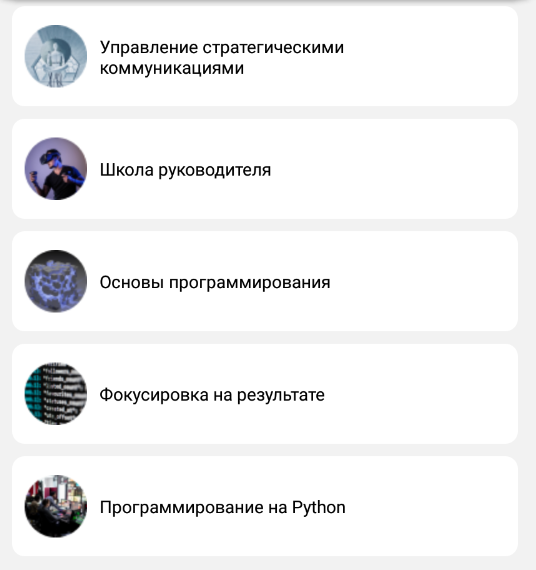 Управление стратегическими
коммуникациями
Школа руководителя
Основы программирования
Фокусировка на результате
Программирование на Python